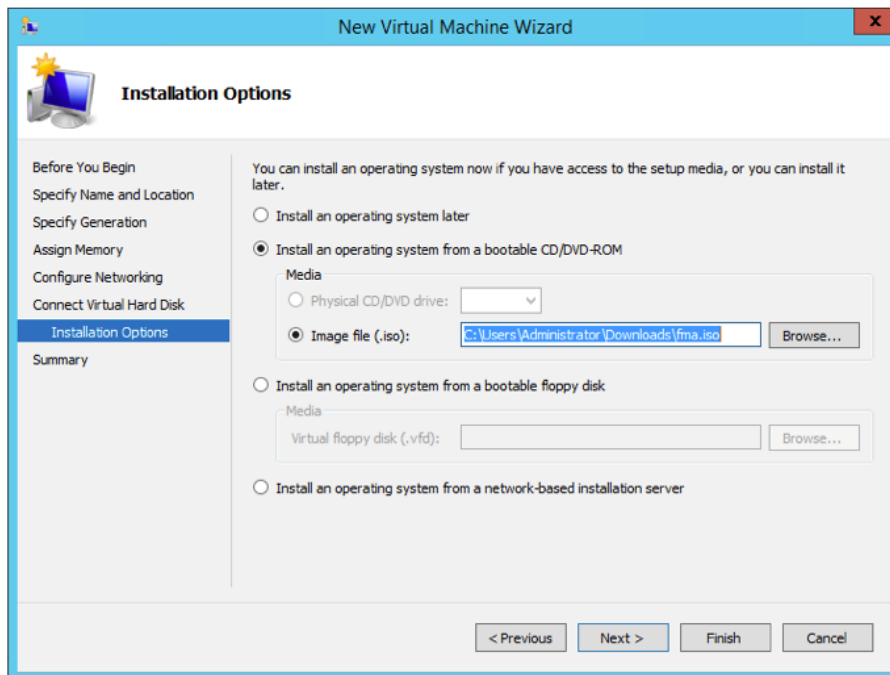 New Virtual Machine Wizard
x
Installation Options
Before You Begin
Specify Name and Location
Specify Generation
Assign Memory
Configure Networking
Connect Virtual Hard Disk
Installation Options
Summary
You can install an operating system now if you have access to the setup media, or you can install it
later.
Install an operating system later
Install an operating system from a bootable CD/DVD-ROM
Media
Physical CD/DVD drive:
Image file (.iso): C:\Users\Administrator\Downloads\fma.iso Browse...
Install an operating system from a bootable floppy disk
Media
Virtual floppy disk (.vfd): Browse...
Install an operating system from a network-based installation server
< Previous Next > Finish Cancel